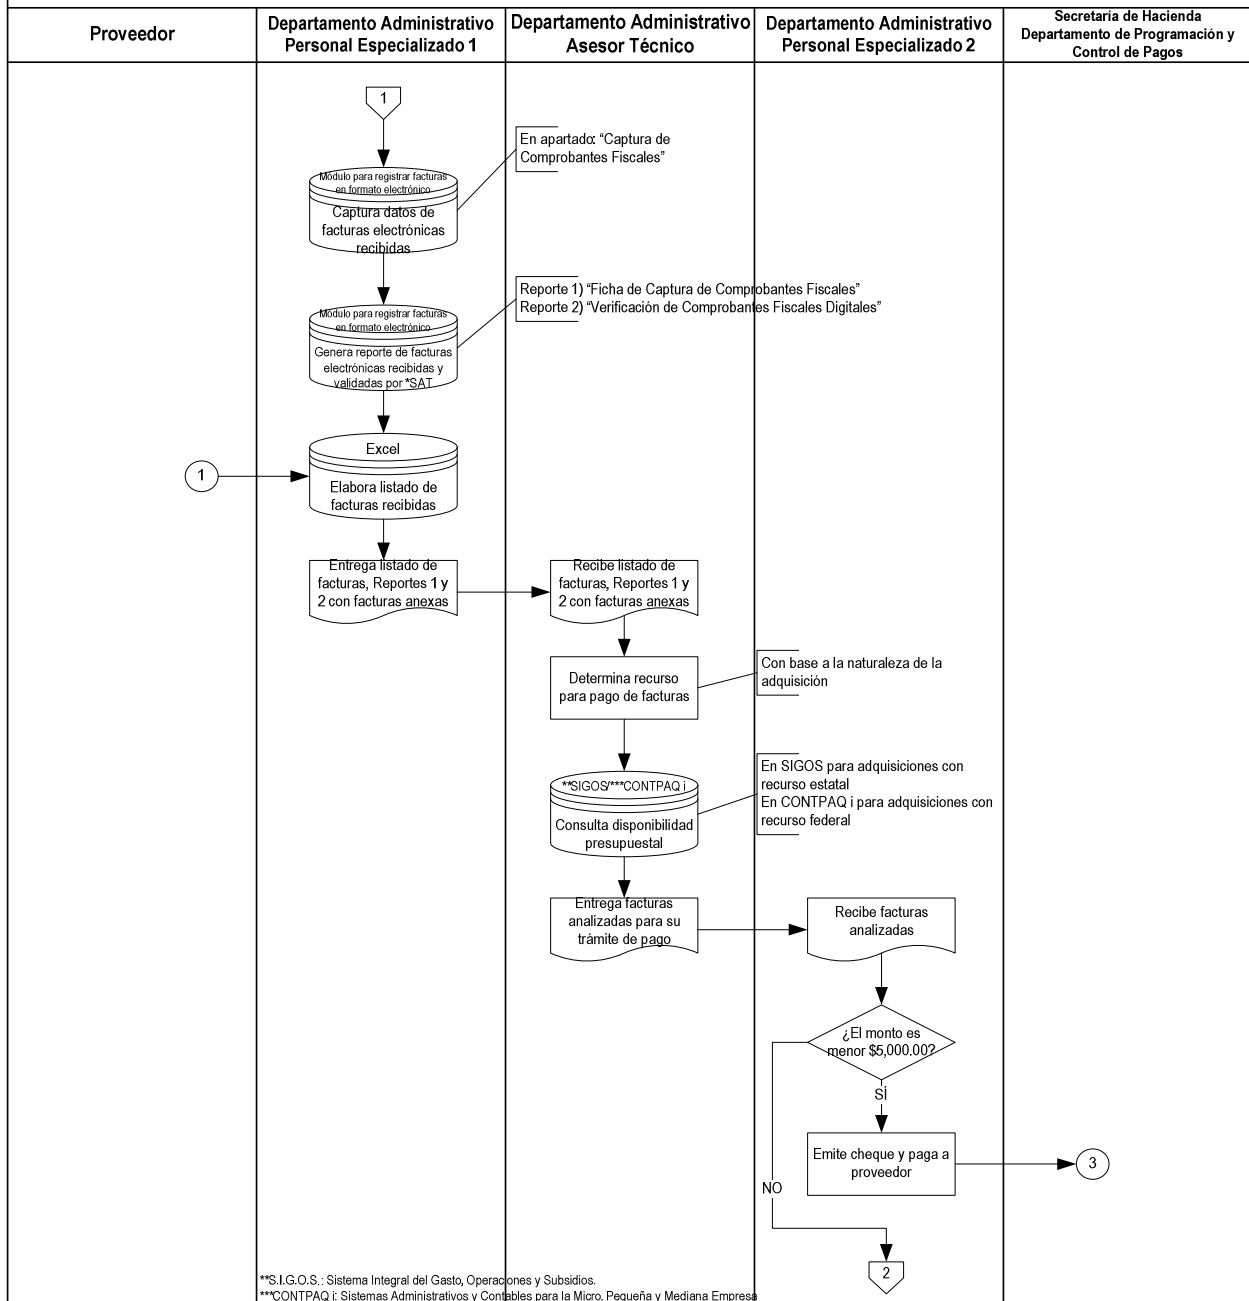 Proveedor
Departamento Administrativo
Personal Especializado 1
Departamento Administrativo
Asesor Técnico
Departamento Administrativo
Personal Especializado 2
Secretaría de Hacienda
Departamento de Programación y
Control de Pagos
1
En apartado: “Captura de
Comprobantes Fiscales”
Módulo para registrar facturas
en formato electrónico
Captura datos de
facturas electrónicas
recibidas
Reporte 1) “Ficha de Captura de Comprobantes Fiscales”
Reporte 2) “Verificación de Comprobantes Fiscales Digitales”
Módulo para registrar facturas
en formato electrónico
Genera reporte de facturas
electrónicas recibidas y
validadas por *SAT
Excel
1
Elabora listado de
facturas recibidas
Entrega listado de
facturas, Reportes 1 y
2 con facturas anexas
Recibe listado de
facturas, Reportes 1 y
2 con facturas anexas
Determina recurso
para pago de facturas
Con base a la naturaleza de la
adquisición
**SIGOS/***CONTPAQ i
Consulta disponibilidad
presupuestal
En SIGOS para adquisiciones con
recurso estatal
En CONTPAQ i para adquisiciones con
recurso federal
Entrega facturas
analizadas para su
trámite de pago
Recibe facturas
analizadas
¿El monto es
menor $5,000.00?
SÍ
Emite cheque y paga a
proveedor
3
NO
2
**S.I.G.O.S.: Sistema Integral del Gasto, Operaciones y Subsidios.
***CONTPAQ i: Sistemas Administrativos y Contables para la Micro, Pequeña y Mediana Empresa